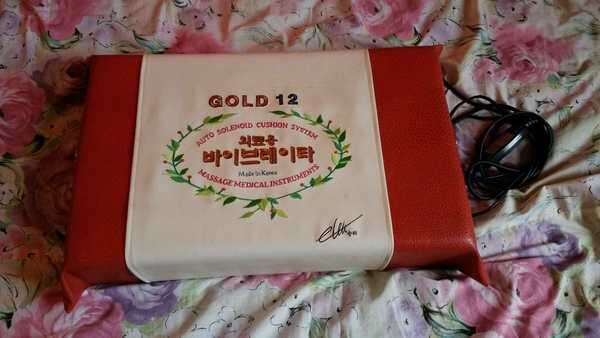 GOLD 12
AUTO SOLENOID CUSHION SYSTEM
치료용
바이브레이타
Made In Korea
MASSAGE MEDICAL INSTRUMENTS